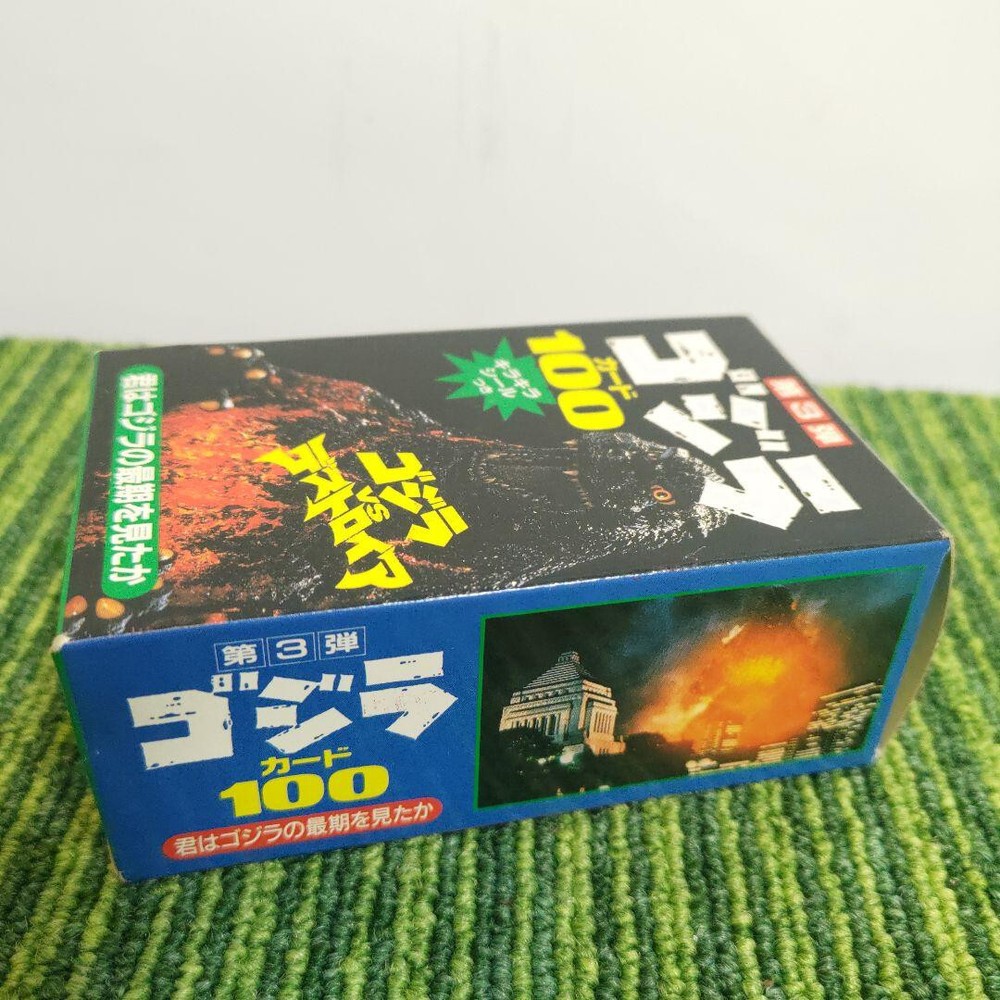 第3弾
ゴジラ
カード
100
キラキラ
シール
つき
ゴジラ
VS
デストロイア
君はゴジラの最期を見たか
第3弾
ゴジラ
カード
100
君はゴジラの最期を見たか